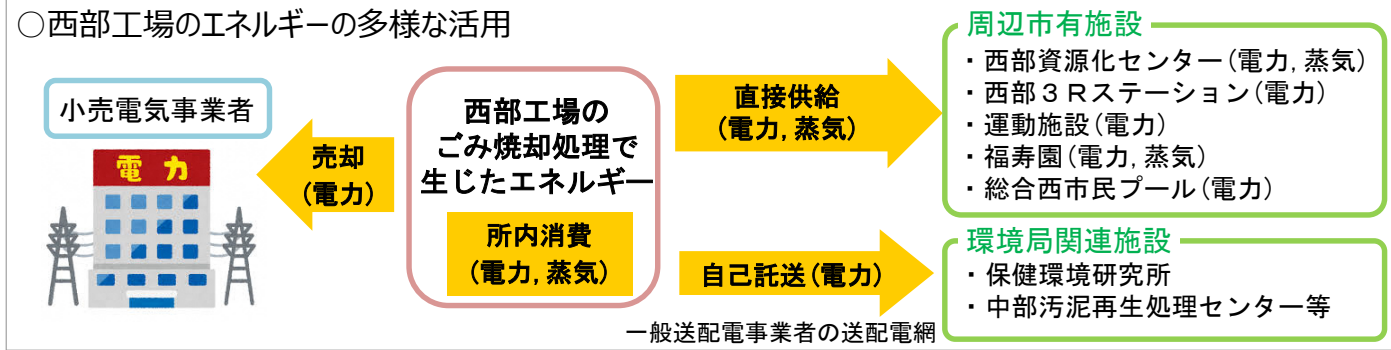 ○西部工場のエネルギーの多様な活用
小売電気事業者
電力
売却
(電力)
西部工場の
ごみ焼却処理で
生じたエネルギー
所内消費
(電力,蒸気)
直接供給
(電力,蒸気)
自己託送(電力)
一般送配電事業者の送配電網
周辺市有施設
・西部資源化センター(電力,蒸気)
・西部３Ｒステーション(電力)
・運動施設(電力)
・福寿園(電力,蒸気)
・総合西市民プール(電力)
環境局関連施設
・保健環境研究所
・中部汚泥再生処理センター等